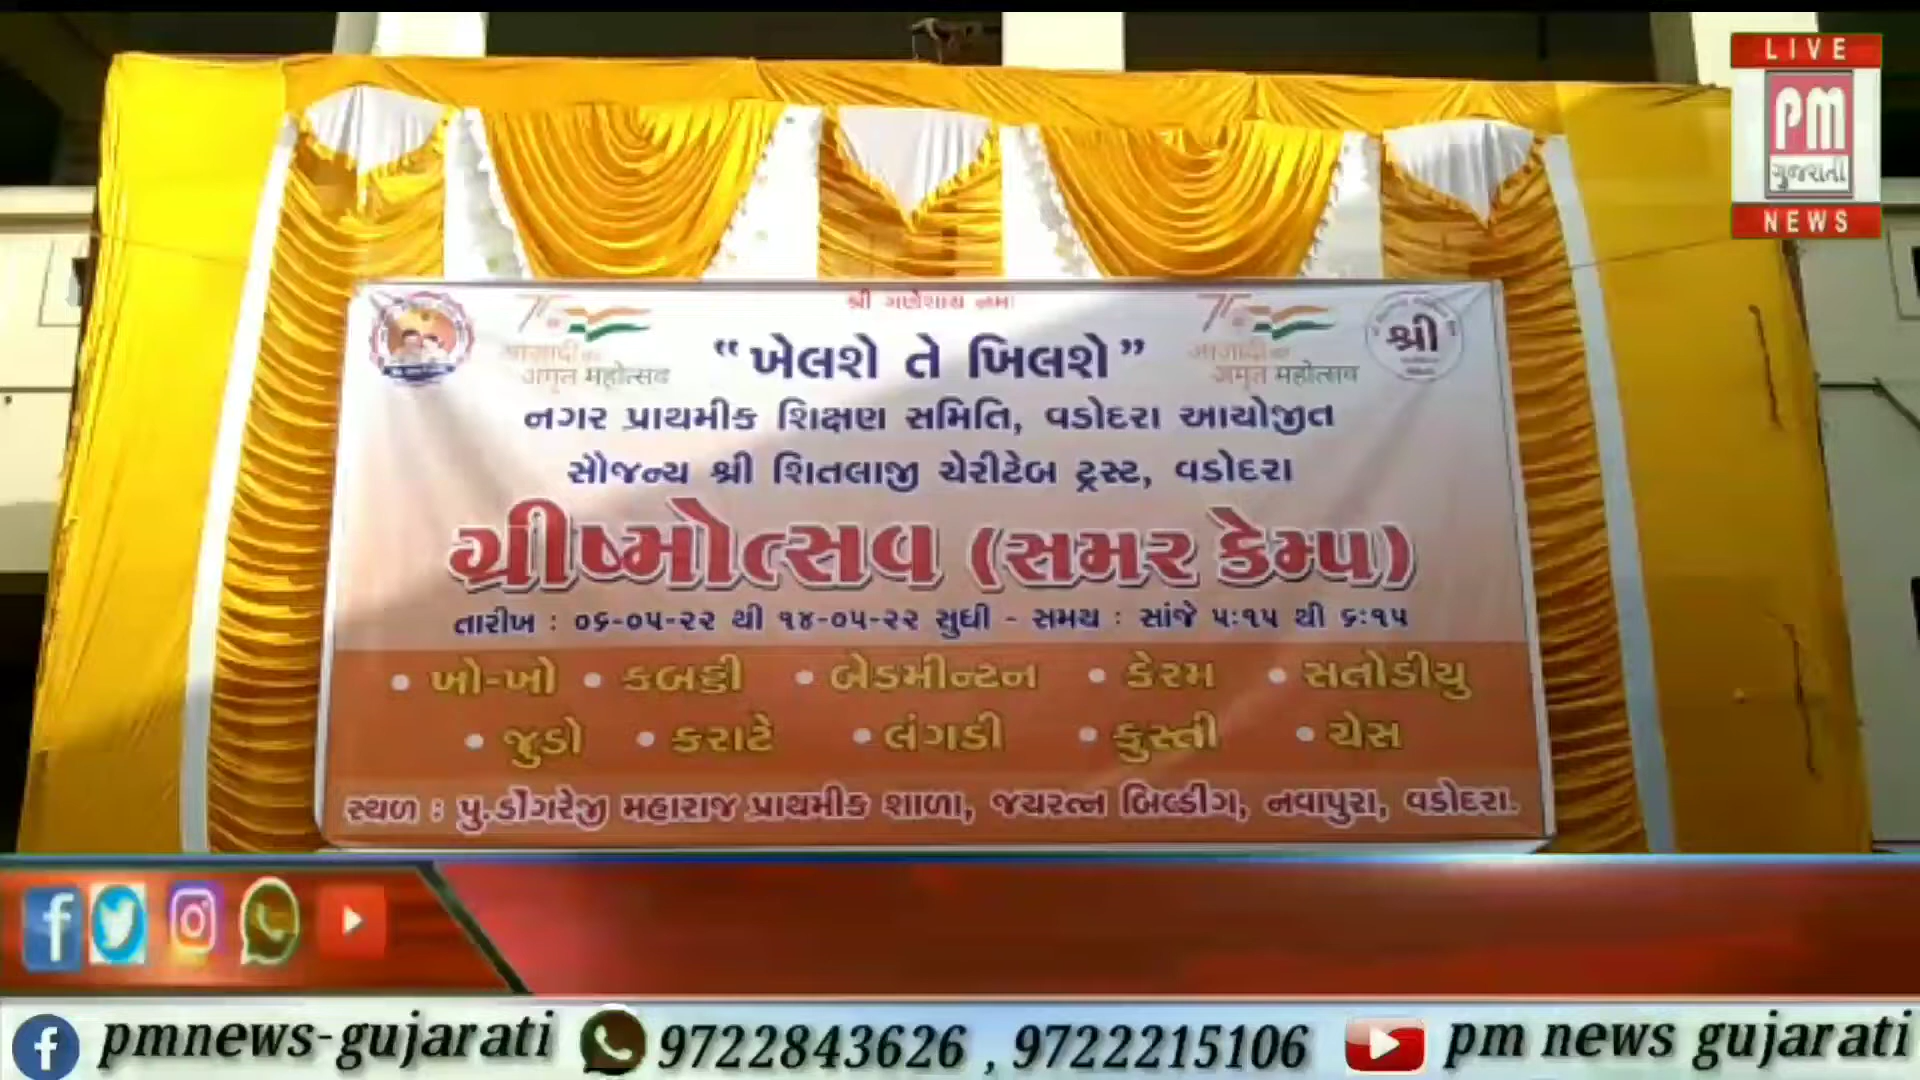 LIVE
PM
ગુજરાતી
NEWS
શ્રી ગણેશાય નમઃ
75
આઝાદી કા
અમૃત મહોત્સવ
"ખેલશે તે ખિલશે"
75
આઝાદી કા
અમૃત મહોત્સવ
શ્રી
નગર પ્રાથમીક શિક્ષણ સમિતિ, વડોદરા આયોજીત
સૌજન્ય શ્રી શિતલાજી ચેરીટેબ ટ્રસ્ટ, વડોદરા
ગ્રીષ્મોત્સવ (સમર કેમ્પ)
તારીખ : ૦૬-૦૫-૨૨ થી ૧૪-૦૫-૨૨ સુધી - સમય : સાંજે ૫:૧૫ થી ૬:૧૫
• ખો-ખો • કબડ્ડી • બેડમીન્ટન • કેરમ • સતોડીયુ
• જુડો • કરાટે • લંગડી • કુસ્તી • ચેસ
સ્થળ : પુ.ડોંગરેજી મહારાજ પ્રાથમીક શાળા, જયરત્ન બિલ્ડીંગ, નવાપુરા, વડોદરા.
pmnews-gujarati 9722843626 , 9722215106 pm news gujarati